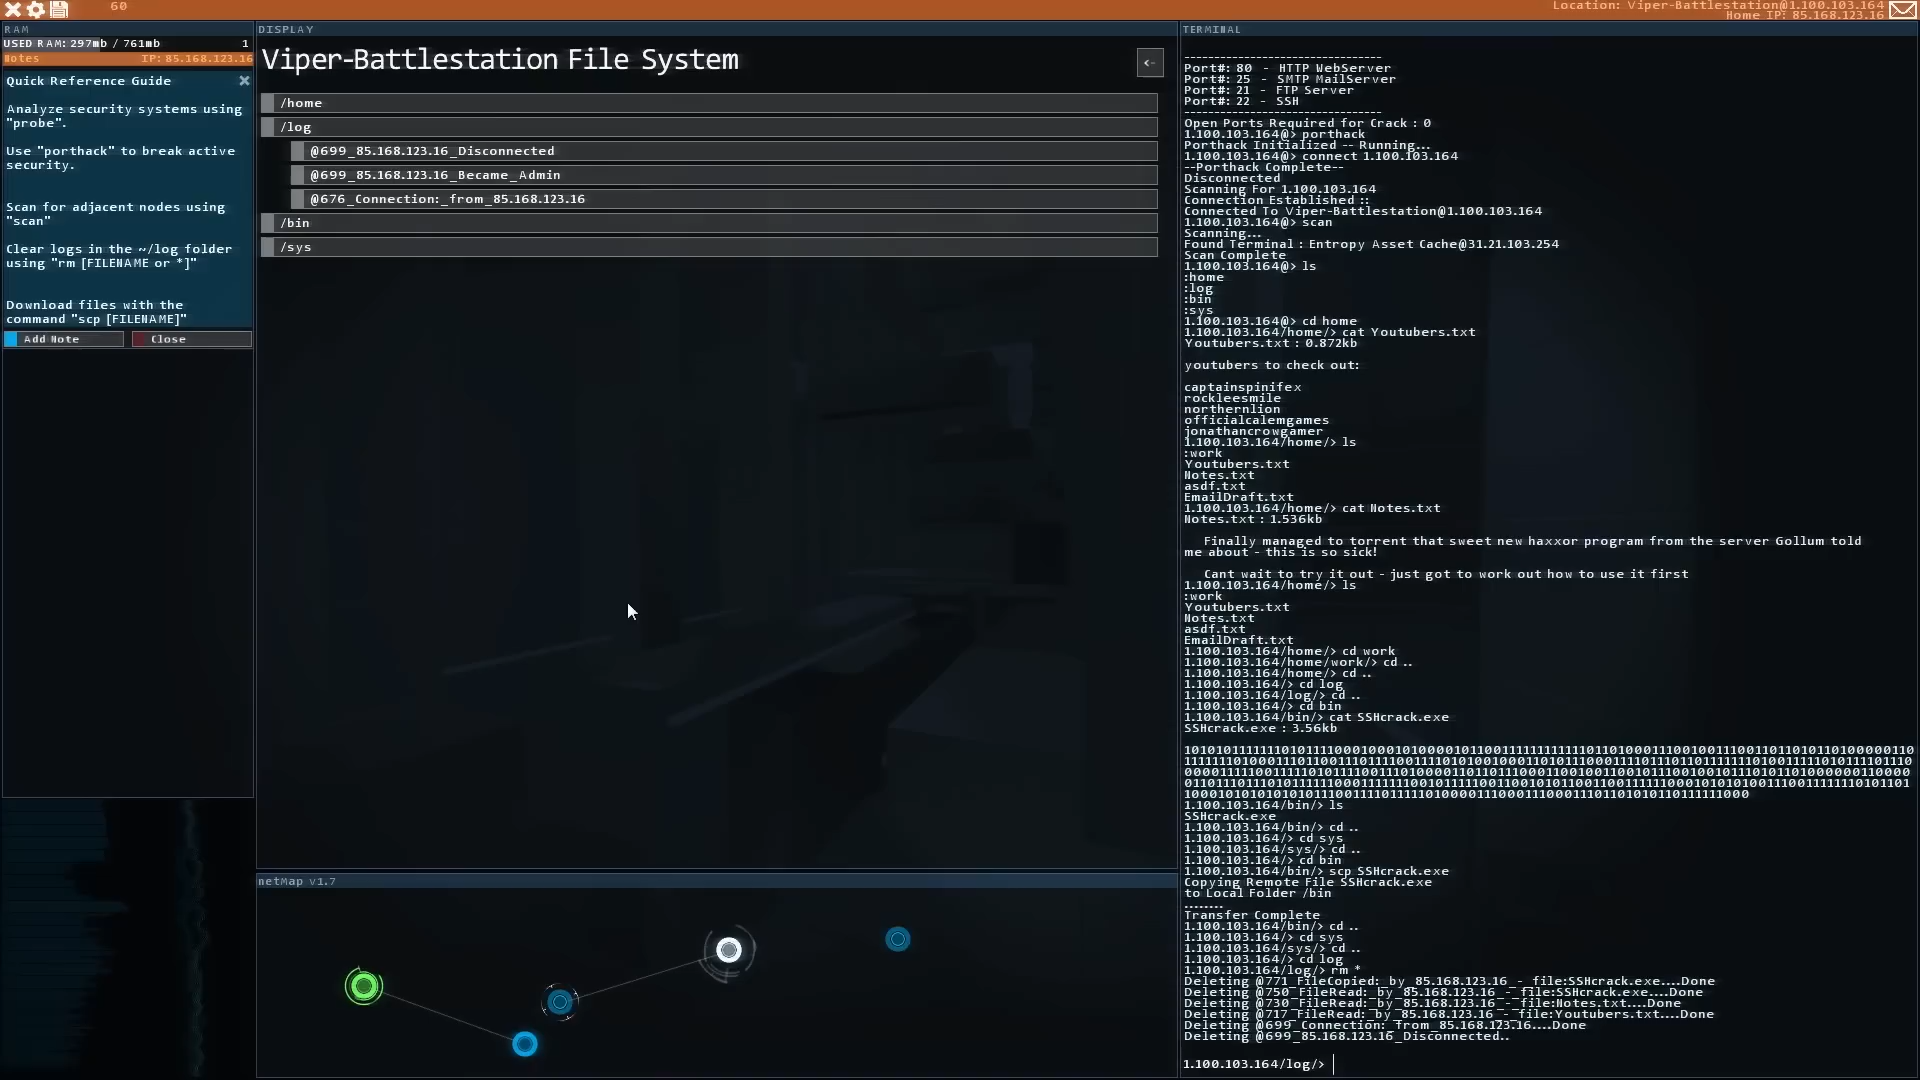 60
Location: Viper-Battlestation@1.100.103.164
Home IP: 85.168.123.16
RAM
USED RAM: 297mb / 761mb 1
Notes IP: 85.168.123.16
Quick Reference Guide
Analyze security systems using
"probe".
Use "porthack" to break active
security.
Scan for adjacent nodes using
"scan"
Clear logs in the ~/log folder
using "rm [FILENAME or *]"
Download files with the
command "scp [FILENAME]"
Add Note
Close
DISPLAY
Viper-Battlestation File System
<-
/home
/log
@699_85.168.123.16_Disconnected
@699_85.168.123.16_Became_Admin
@676_Connection:_from_85.168.123.16
/bin
/sys
netMap v1.7
TERMINAL
---------------------------------
Port#: 80 - HTTP WebServer
Port#: 25 - SMTP MailServer
Port#: 21 - FTP Server
Port#: 22 - SSH
---------------------------------
Open Ports Required for Crack : 0
1.100.103.164@> porthack
Porthack Initialized -- Running...
1.100.103.164@> connect 1.100.103.164
--Porthack Complete--
Disconnected
Scanning For 1.100.103.164
Connection Established ::
Connected To Viper-Battlestation@1.100.103.164
1.100.103.164@> scan
Scanning...
Found Terminal : Entropy Asset Cache@31.21.103.254
Scan Complete
1.100.103.164@> ls
:home
:log
:bin
:sys
1.100.103.164@> cd home
1.100.103.164/home/> cat Youtubers.txt
Youtubers.txt : 0.872kb
youtubers to check out:
captainspinifex
rockleesmile
northernlion
officialcalemgames
jonathancrowgamer
1.100.103.164/home/> ls
:work
Youtubers.txt
Notes.txt
asdf.txt
EmailDraft.txt
1.100.103.164/home/> cat Notes.txt
Notes.txt : 1.536kb
Finally managed to torrent that sweet new haxxor program from the server Gollum told
me about - this is so sick!
Cant wait to try it out - just got to work out how to use it first
1.100.103.164/home/> ls
:work
Youtubers.txt
Notes.txt
asdf.txt
EmailDraft.txt
1.100.103.164/home/> cd work
1.100.103.164/home/work/> cd ..
1.100.103.164/home/> cd ..
1.100.103.164/> cd log
1.100.103.164/log/> cd ..
1.100.103.164/> cd bin
1.100.103.164/bin/> cat SSHcrack.exe
SSHcrack.exe : 3.56kb
1.100.103.164/bin/> ls
SSHcrack.exe
1.100.103.164/bin/> cd ..
1.100.103.164/> cd sys
1.100.103.164/sys/> cd ..
1.100.103.164/> cd bin
1.100.103.164/bin/> scp SSHcrack.exe
Copying Remote File SSHcrack.exe
to Local Folder /bin
........
Transfer Complete
1.100.103.164/bin/> cd ..
1.100.103.164/> cd sys
1.100.103.164/sys/> cd ..
1.100.103.164/> cd log
1.100.103.164/log/> rm *
Deleting @771_FileCopied:_by_85.168.123.16_-_file:SSHcrack.exe....Done
Deleting @750_FileRead:_by_85.168.123.16_-_file:SSHcrack.exe....Done
Deleting @730_FileRead:_by_85.168.123.16_-_file:Notes.txt....Done
Deleting @717_FileRead:_by_85.168.123.16_-_file:Youtubers.txt....Done
Deleting @699_Connection:_from_85.168.123.16....Done
Deleting @699_85.168.123.16_Disconnected..
1.100.103.164/log/>